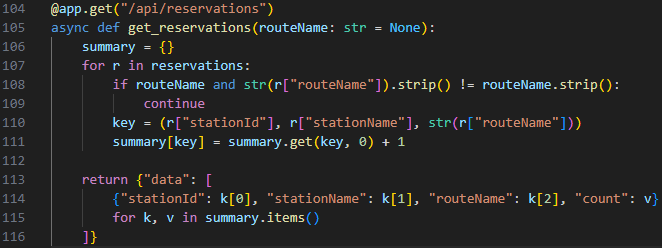 104 @app.get("/api/reservations")
105 async def get_reservations(routeName: str = None):
106     summary = {}
107     for r in reservations:
108         if routeName and str(r["routeName"]).strip() != routeName.strip():
109             continue
110         key = (r["stationId"], r["stationName"], str(r["routeName"]))
111         summary[key] = summary.get(key, 0) + 1
112
113     return {"data": [
114         {"stationId": k[0], "stationName": k[1], "routeName": k[2], "count": v}
115         for k, v in summary.items()
116     ]}